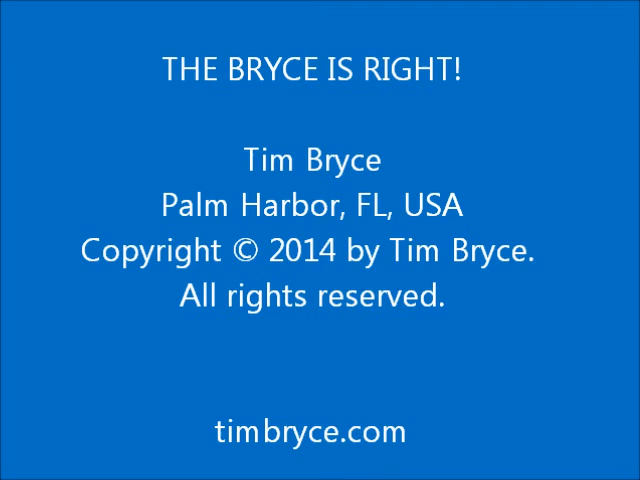 THE BRYCE IS RIGHT!
Tim Bryce
Palm Harbor, FL, USA
Copyright © 2014 by Tim Bryce.
All rights reserved.
timbryce.com